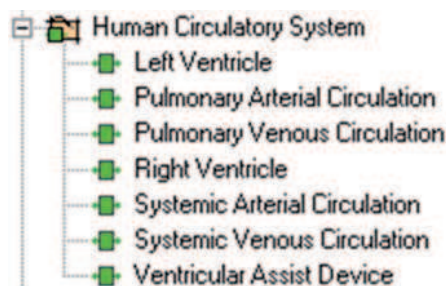 Human Circulatory System
Left Ventricle
Pulmonary Arterial Circulation
Pulmonary Venous Circulation
Right Ventricle
Systemic Arterial Circulation
Systemic Venous Circulation
Ventricular Assist Device